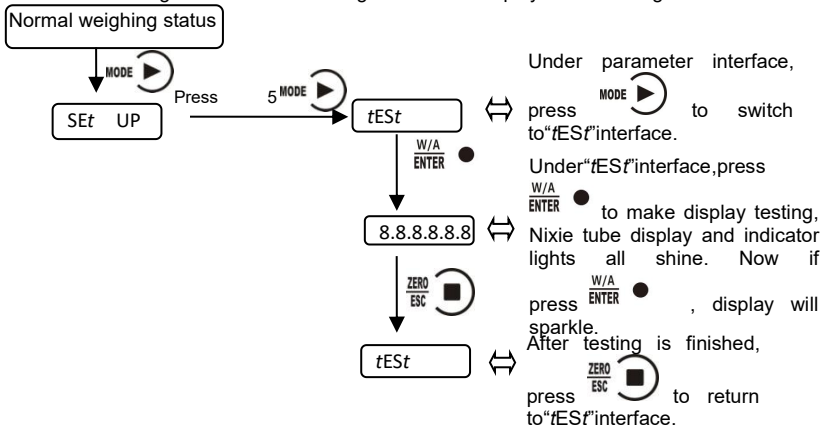 Normal weighing status
MODE
SEt UP
Press 5 MODE
tESt
W/A
ENTER
8.8.8.8.8.8
ZERO
ESC
tESt
Under parameter interface,
press MODE to switch
to“tESt”interface.
Under“tESt”interface,press
W/A
ENTER to make display testing,
Nixie tube display and indicator
lights all shine. Now if
press W/A ENTER , display will
sparkle.
After testing is finished,
press ZERO ESC to return
to“tESt”interface.